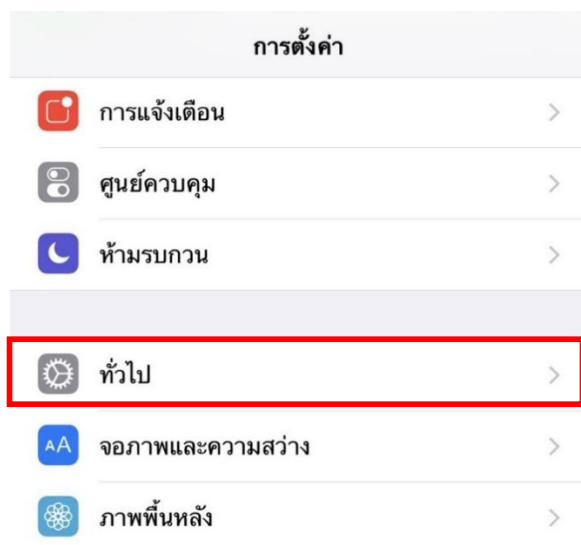 การตั้งค่า
การแจ้งเตือน
ศูนย์ควบคุม
ห้ามรบกวน
ทั่วไป
AA
จอภาพและความสว่าง
ภาพพื้นหลัง